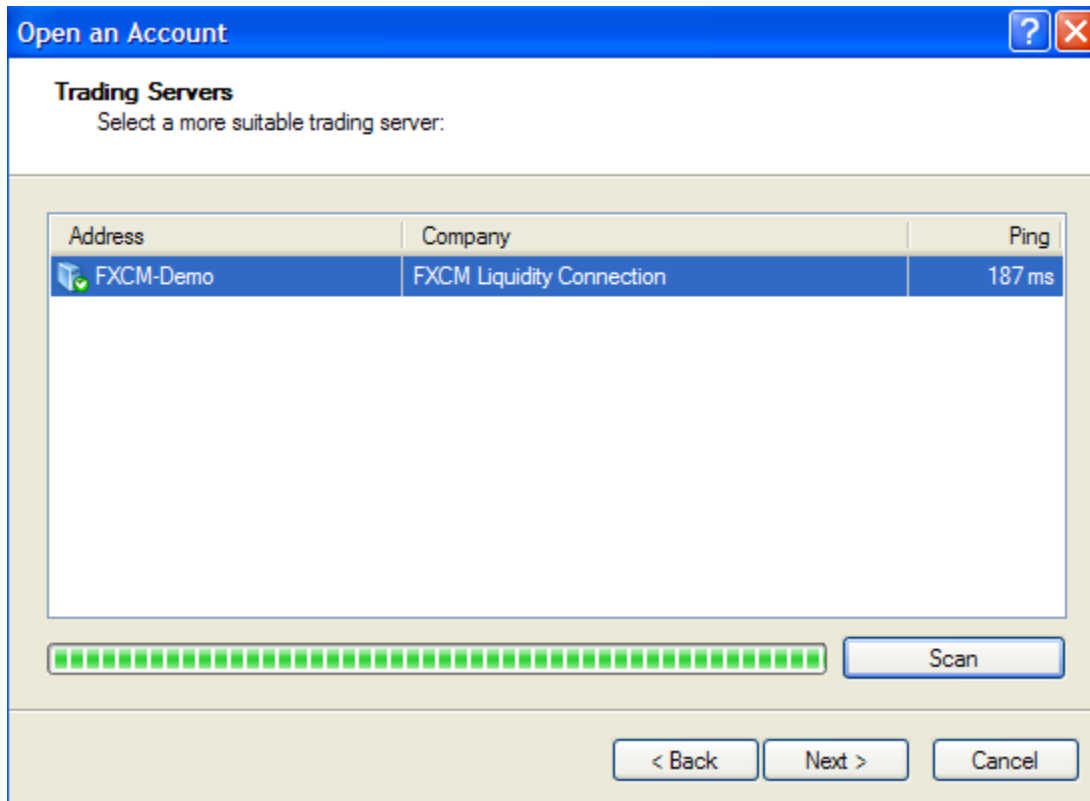 Open an Account
Trading Servers
Select a more suitable trading server:
Address Company Ping
FXCM-Demo FXCM Liquidity Connection 187 ms
Scan
< Back Next > Cancel